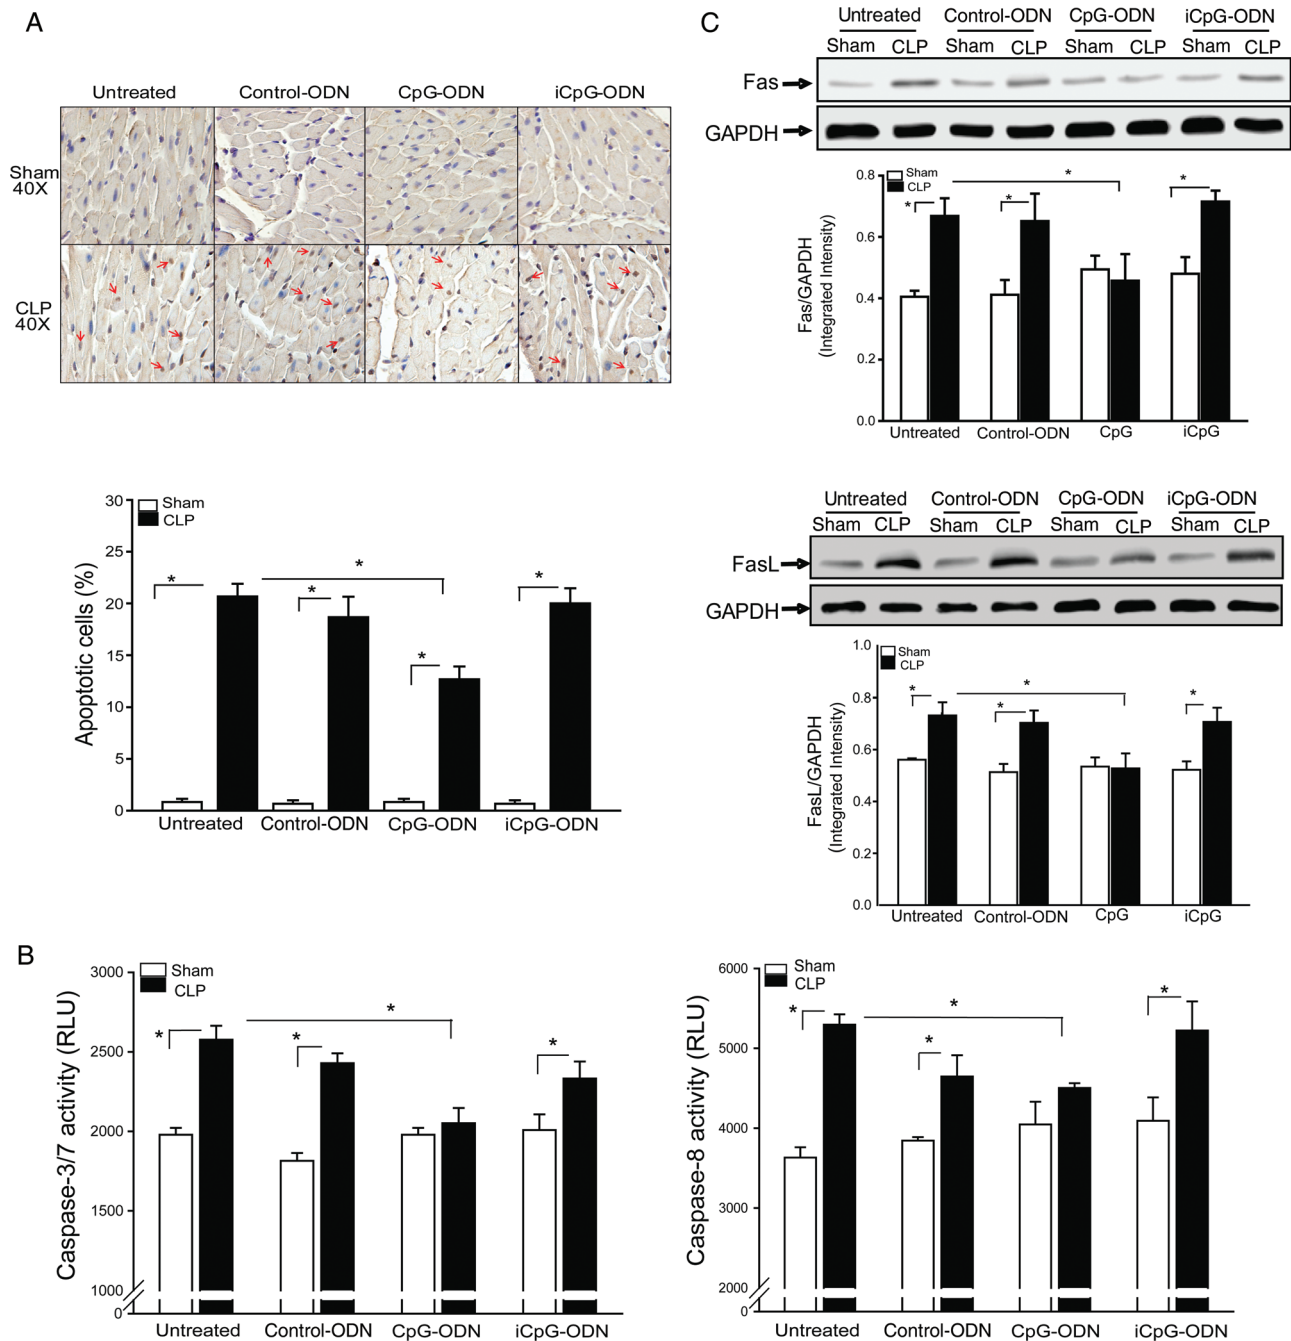 A
Untreated Control-ODN CpG-ODN iCpG-ODN
Sham
40X
CLP
40X
30
25
20
15
10
5
0
Apoptotic cells (%)
Sham
CLP
*
*
*
*
*
Untreated Control-ODN CpG-ODN iCpG-ODN
C
Untreated Control-ODN CpG-ODN iCpG-ODN
Sham CLP Sham CLP Sham CLP Sham CLP
Fas
GAPDH
0.8
0.6
0.4
0.2
0.0
Fas/GAPDH
(Integrated Intensity)
Sham
CLP
*
*
*
*
Untreated Control-ODN CpG iCpG
Untreated Control-ODN CpG-ODN iCpG-ODN
Sham CLP Sham CLP Sham CLP Sham CLP
FasL
GAPDH
1.0
0.8
0.6
0.4
0.2
0.0
FasL/GAPDH
(Integrated Intensity)
Sham
CLP
*
*
*
*
Untreated Control-ODN CpG iCpG
B
3000
2500
2000
1500
1000
0
Caspase-3/7 activity (RLU)
Sham
CLP
*
*
*
*
Untreated Control-ODN CpG-ODN iCpG-ODN
6000
5000
4000
3000
2000
0
Caspase-8 activity (RLU)
Sham
CLP
*
*
*
*
Untreated Control-ODN CpG-ODN iCpG-ODN